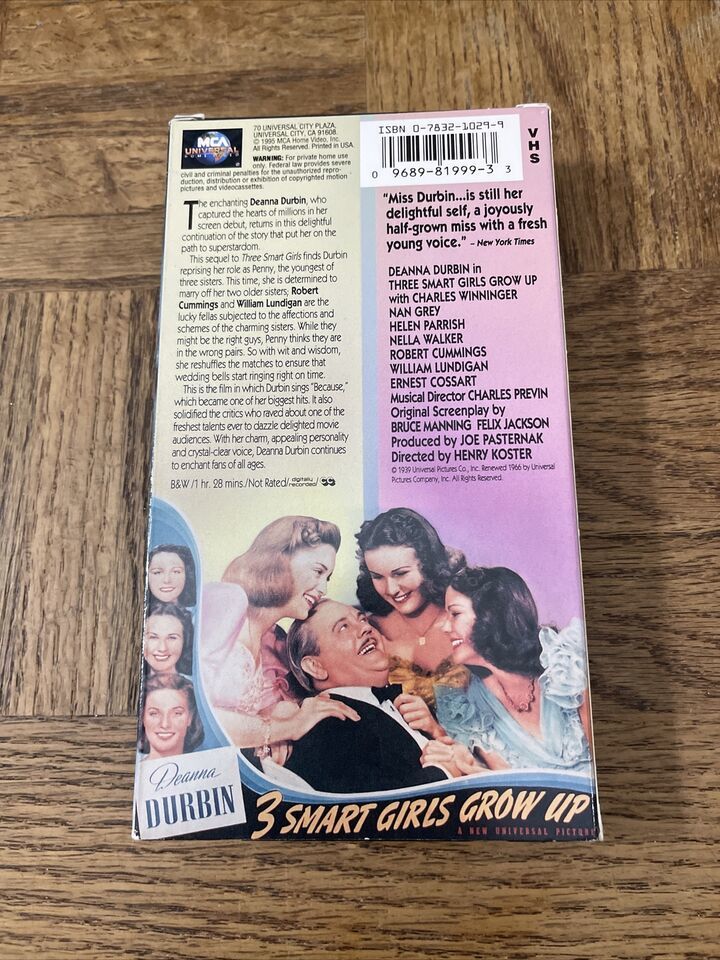 MCA
UNIVERSAL
HOME VIDEO
70 UNIVERSAL CITY PLAZA,
UNIVERSAL CITY, CA 91608.
© 1995 MCA Home Video, Inc.
All Rights Reserved. Printed in USA.
WARNING: For private home use
only. Federal law provides severe
civil and criminal penalties for the unauthorized repro-
duction, distribution or exhibition of copyrighted motion
pictures and videocassettes.
The enchanting Deanna Durbin, who
captured the hearts of millions in her
screen debut, returns in this delightful
continuation of the story that put her on the
path to superstardom.
This sequel to Three Smart Girls finds Durbin
reprising her role as Penny, the youngest of
three sisters. This time, she is determined to
marry off her two older sisters; Robert
Cummings and William Lundigan are the
lucky fellas subjected to the affections and
schemes of the charming sisters. While they
might be the right guys, Penny thinks they are
in the wrong pairs. So with wit and wisdom,
she reshuffles the matches to ensure that
wedding bells start ringing right on time.
This is the film in which Durbin sings "Because,"
which became one of her biggest hits. It also
solidified the critics who raved about one of the
freshest talents ever to dazzle delighted movie
audiences. With her charm, appealing personality
and crystal-clear voice, Deanna Durbin continues
to enchant fans of all ages.
B&W/1 hr. 28 mins./Not Rated/digitally recorded/
ISBN 0-7832-1029-9
0 9689-81999-3 3
VHS
"Miss Durbin...is still her
delightful self, a joyously
half-grown miss with a fresh
young voice." – New York Times
DEANNA DURBIN in
THREE SMART GIRLS GROW UP
with CHARLES WINNINGER
NAN GREY
HELEN PARRISH
NELLA WALKER
ROBERT CUMMINGS
WILLIAM LUNDIGAN
ERNEST COSSART
Musical Director CHARLES PREVIN
Original Screenplay by
BRUCE MANNING FELIX JACKSON
Produced by JOE PASTERNAK
Directed by HENRY KOSTER
© 1939 Universal Pictures Co., Inc. Renewed 1966 by Universal
Pictures Company, Inc. All Rights Reserved.
Deanna
DURBIN
3 SMART GIRLS GROW UP
A NEW UNIVERSAL PICTURE